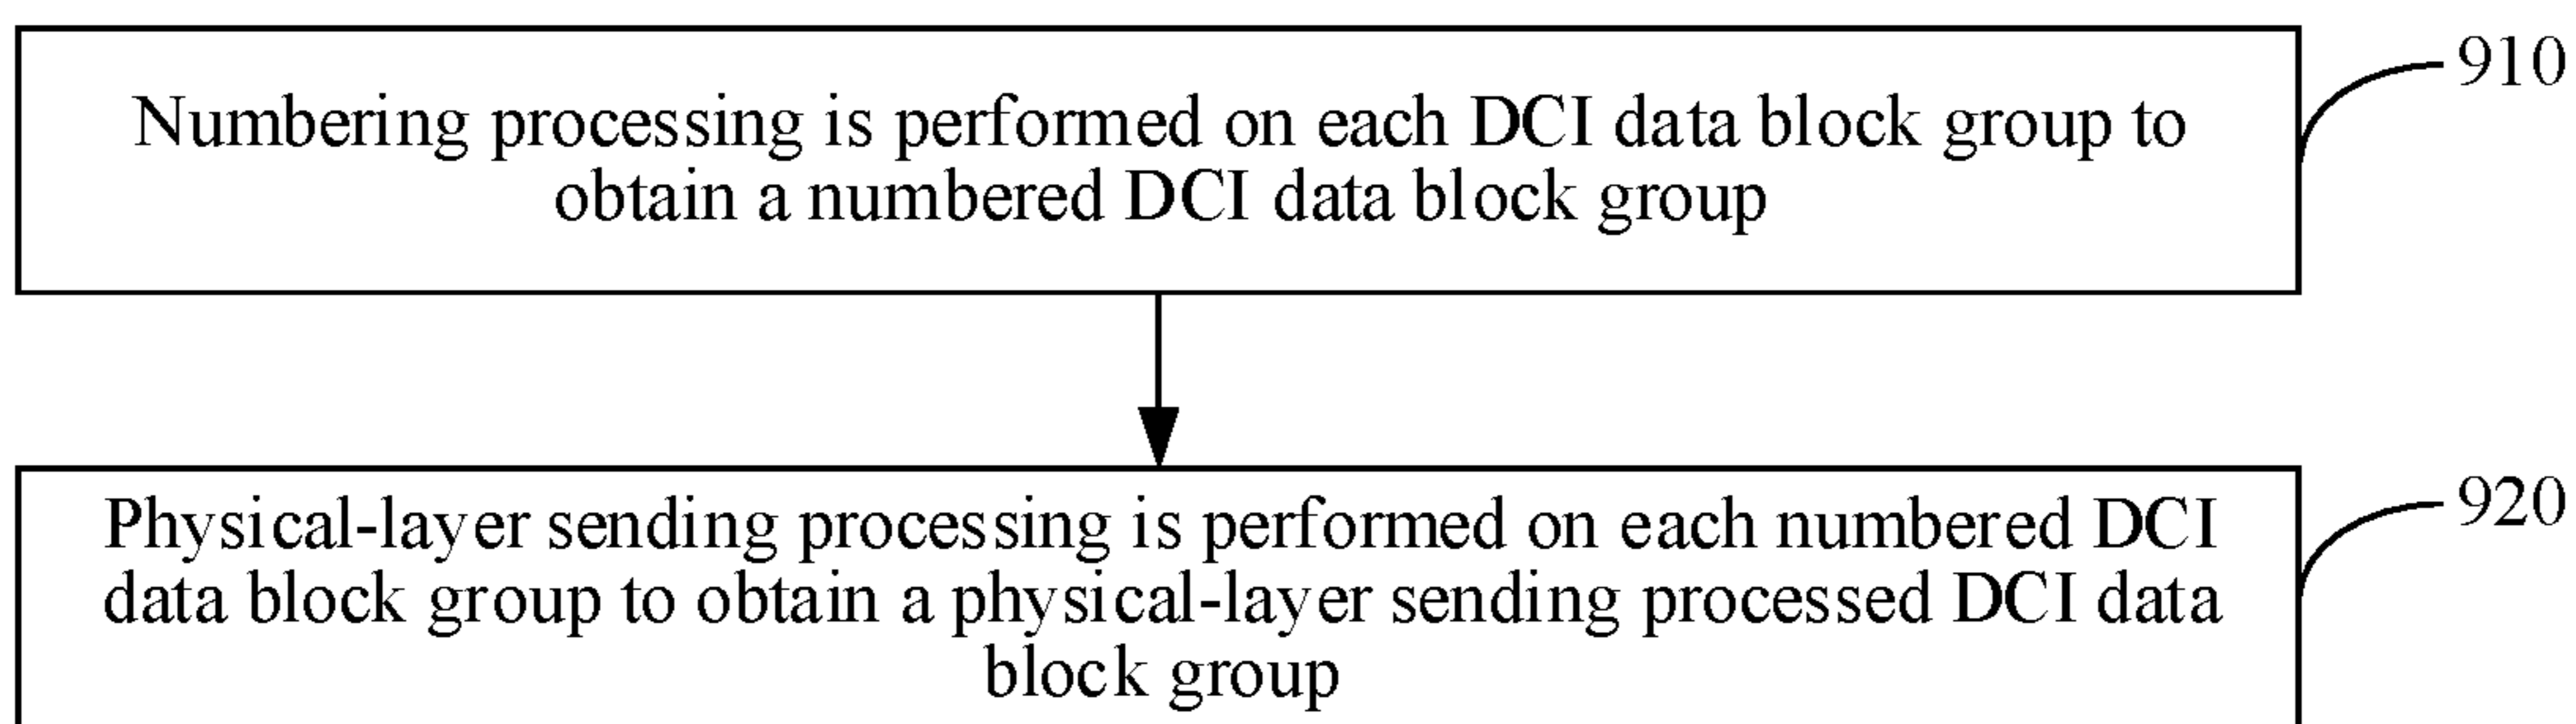 910
Numbering processing is performed on each DCI data block group to
obtain a numbered DCI data block group
920
Physical-layer sending processing is performed on each numbered DCI
data block group to obtain a physical-layer sending processed DCI data
block group